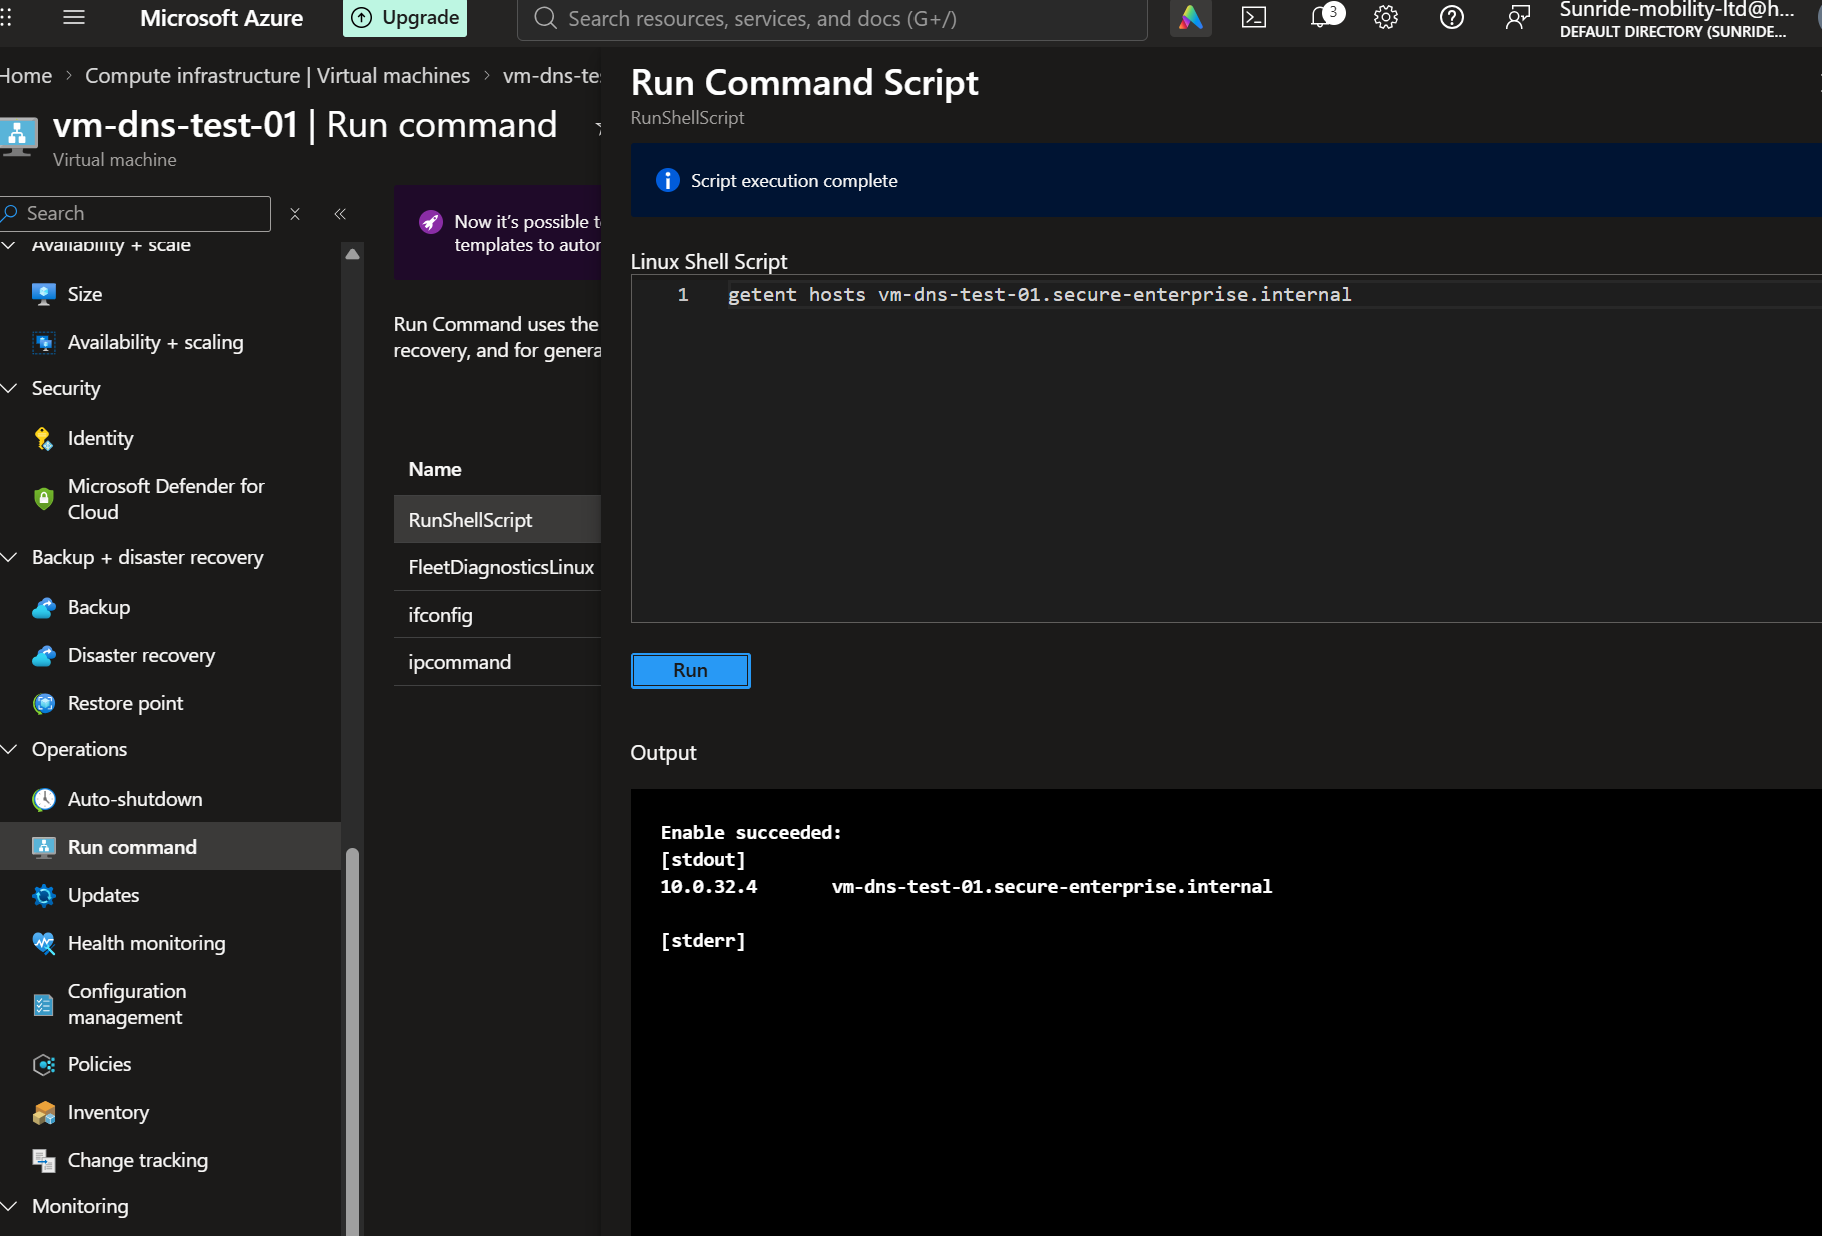 Microsoft Azure
Upgrade
Search resources, services, and docs (G+/)
3
Sunride-mobility-ltd@h...
DEFAULT DIRECTORY (SUNRIDE...
Home > Compute infrastructure | Virtual machines > vm-dns-tes
vm-dns-test-01 | Run command
Virtual machine
Search
Availability + scale
Size
Availability + scaling
Security
Identity
Microsoft Defender for
Cloud
Backup + disaster recovery
Backup
Disaster recovery
Restore point
Operations
Auto-shutdown
Run command
Updates
Health monitoring
Configuration
management
Policies
Inventory
Change tracking
Monitoring
Now it's possible t
templates to autor
Run Command uses the
recovery, and for genera
Name
RunShellScript
FleetDiagnosticsLinux
ifconfig
ipcommand
Run Command Script
RunShellScript
Script execution complete
Linux Shell Script
1 getent hosts vm-dns-test-01.secure-enterprise.internal
Run
Output
Enable succeeded:
[stdout]
10.0.32.4 vm-dns-test-01.secure-enterprise.internal
[stderr]